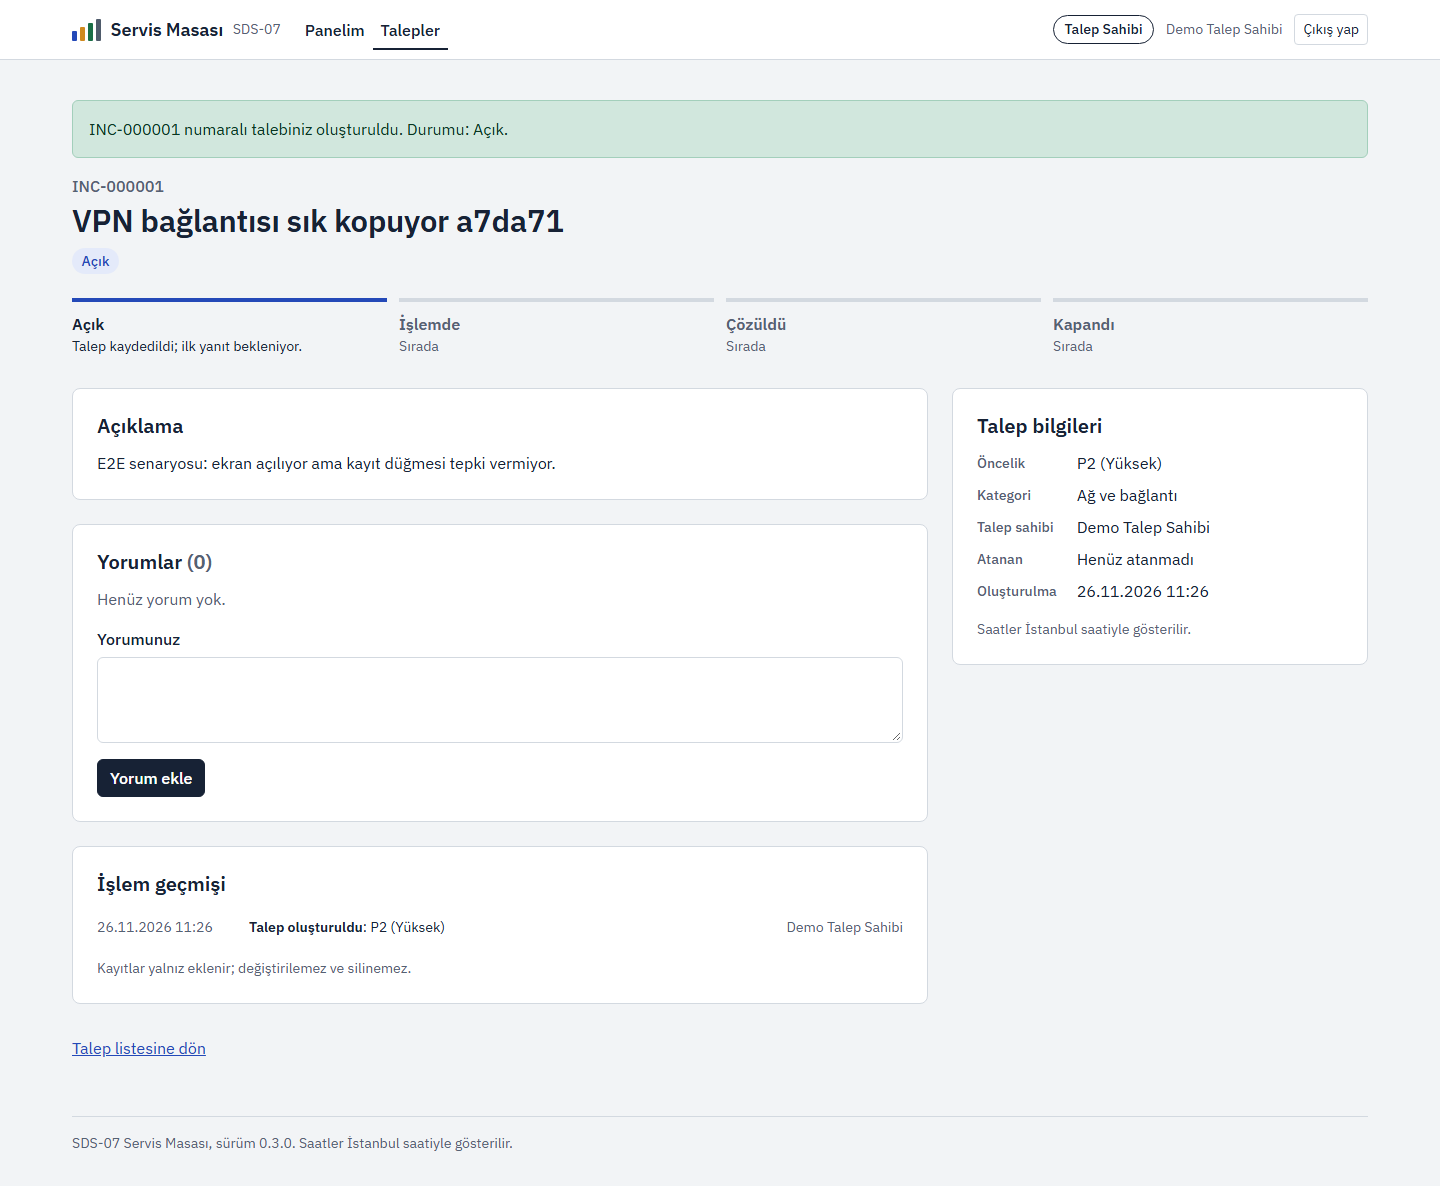 Servis Masası SDS-07 Panelim Talepler Talep Sahibi Demo Talep Sahibi Çıkış yap
INC-000001 numaralı talebiniz oluşturuldu. Durumu: Açık.
INC-000001
VPN bağlantısı sık kopuyor a7da71
Açık
Açık
Talep kaydedildi; ilk yanıt bekleniyor.
İşlemde
Sırada
Çözüldü
Sırada
Kapandı
Sırada
Açıklama
E2E senaryosu: ekran açılıyor ama kayıt düğmesi tepki vermiyor.
Yorumlar (0)
Henüz yorum yok.
Yorumunuz
Yorum ekle
İşlem geçmişi
26.11.2026 11:26 Talep oluşturuldu: P2 (Yüksek) Demo Talep Sahibi
Kayıtlar yalnız eklenir; değiştirilemez ve silinemez.
Talep bilgileri
Öncelik P2 (Yüksek)
Kategori Ağ ve bağlantı
Talep sahibi Demo Talep Sahibi
Atanan Henüz atanmadı
Oluşturulma 26.11.2026 11:26
Saatler İstanbul saatiyle gösterilir.
Talep listesine dön
SDS-07 Servis Masası, sürüm 0.3.0. Saatler İstanbul saatiyle gösterilir.